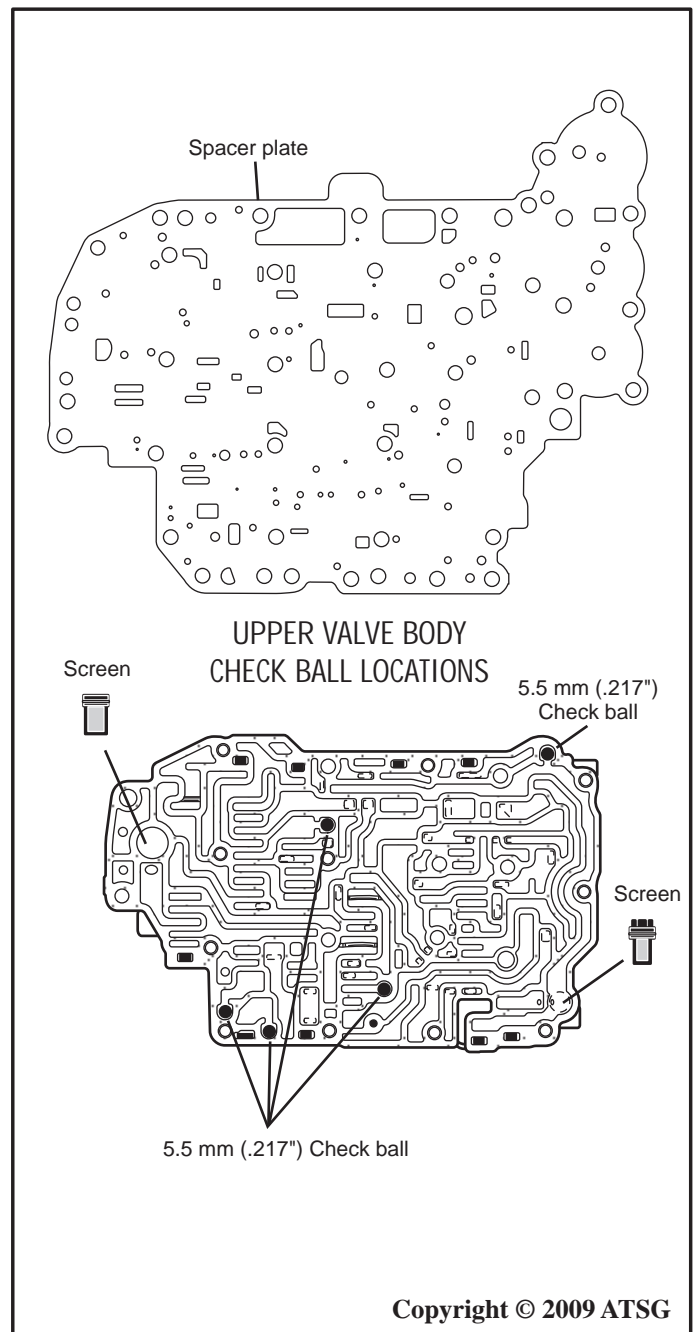 Spacer plate
UPPER VALVE BODY
CHECK BALL LOCATIONS
Screen
5.5 mm (.217")
Check ball
Screen
5.5 mm (.217") Check ball
Copyright © 2009 ATSG